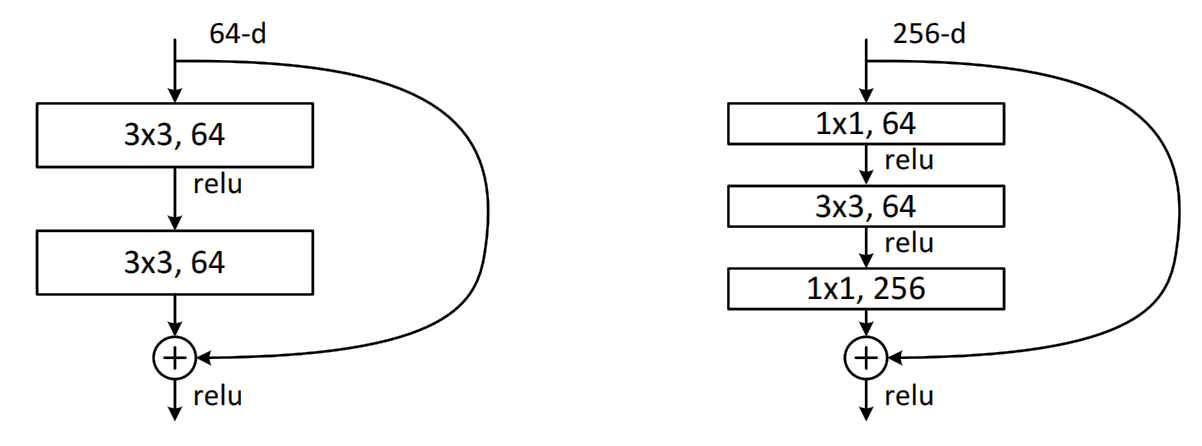 64-d
3x3, 64
relu
3x3, 64
+
relu
256-d
1x1, 64
relu
3x3, 64
relu
1x1, 256
+
relu